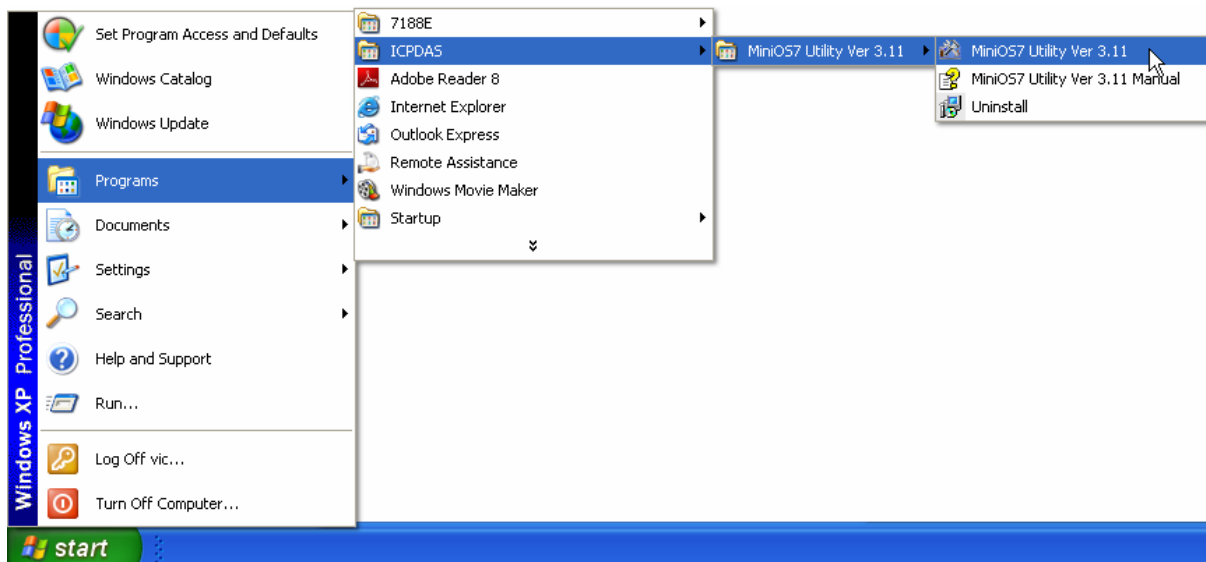 Set Program Access and Defaults
Windows Catalog
Windows Update
Programs
Documents
Settings
Search
Help and Support
Run...
Log Off vic...
Turn Off Computer...
Windows XP Professional
start
7188E
ICPDAS
Adobe Reader 8
Internet Explorer
Outlook Express
Remote Assistance
Windows Movie Maker
Startup
MiniOS7 Utility Ver 3.11
MiniOS7 Utility Ver 3.11
MiniOS7 Utility Ver 3.11 Manual
Uninstall